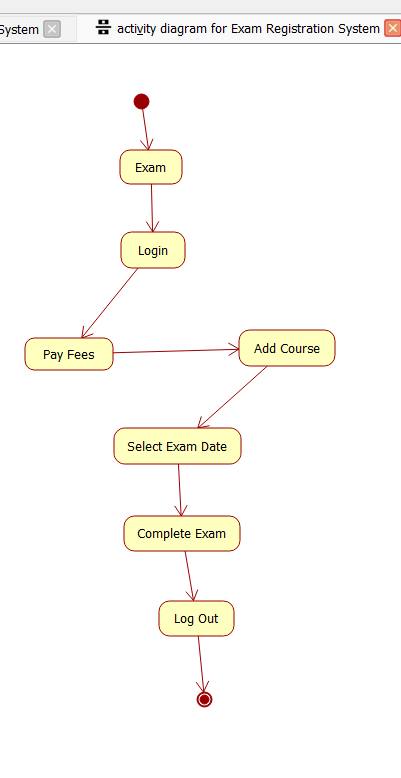 System
activity diagram for Exam Registration System
Exam
Login
Pay Fees
Add Course
Select Exam Date
Complete Exam
Log Out